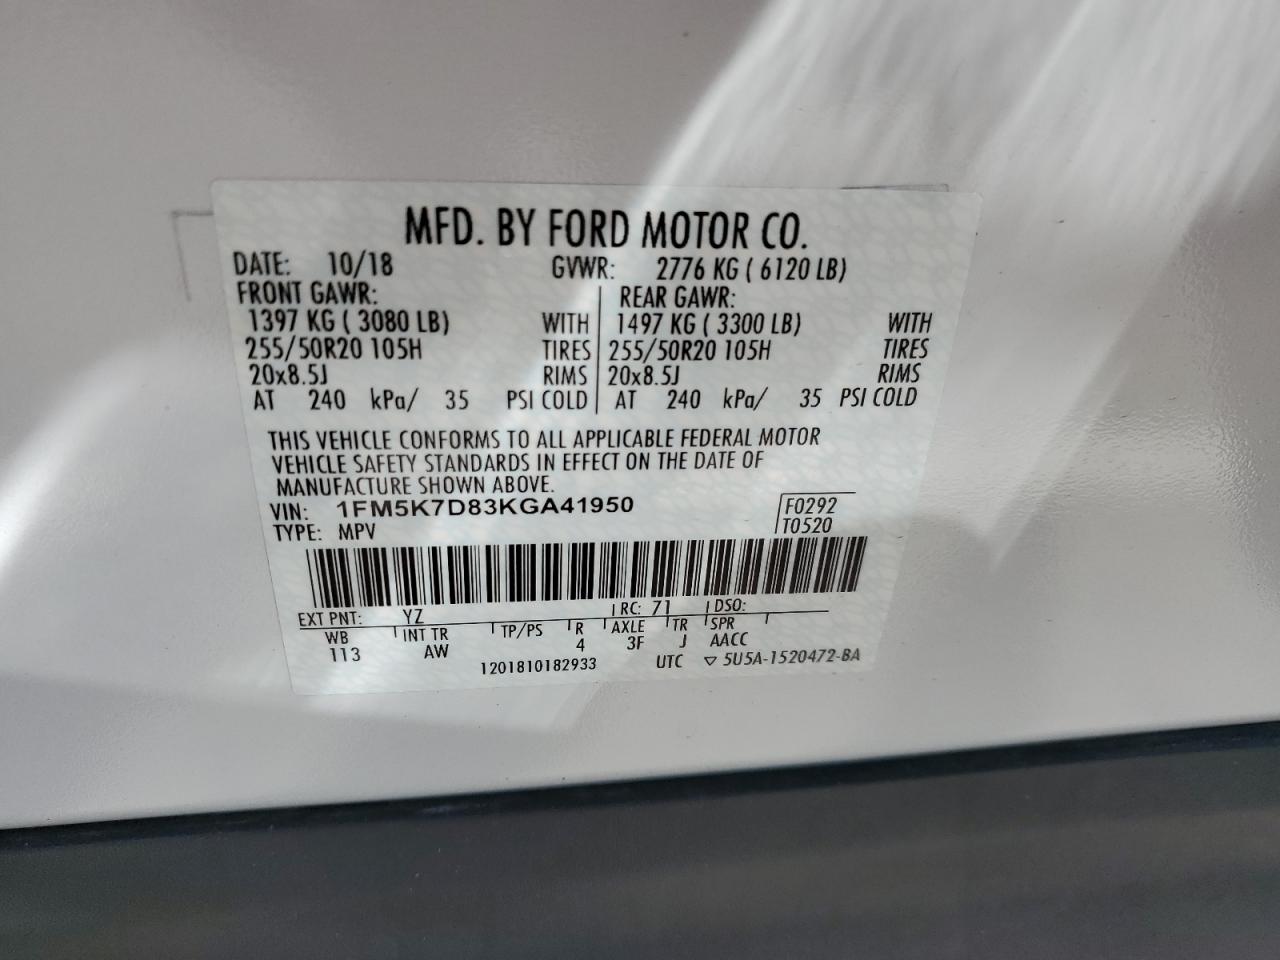 MFD. BY FORD MOTOR CO.
DATE: 10/18 GVWR: 2776 KG ( 6120 LB)
FRONT GAWR: REAR GAWR:
1397 KG ( 3080 LB) WITH 1497 KG ( 3300 LB) WITH
255/50R20 105H TIRES 255/50R20 105H TIRES
20x8.5J RIMS 20x8.5J RIMS
AT 240 kPa/ 35 PSI COLD AT 240 kPa/ 35 PSI COLD
THIS VEHICLE CONFORMS TO ALL APPLICABLE FEDERAL MOTOR
VEHICLE SAFETY STANDARDS IN EFFECT ON THE DATE OF
MANUFACTURE SHOWN ABOVE.
VIN: 1FM5K7D83KGA41950 F0292
TYPE: MPV T0520
EXT PNT: YZ RC: 71 DSO:
WB INT TR TP/PS R AXLE TR SPR
113 AW 4 3F J AACC
1201810182933 UTC ▽ 5U5A-1520472-BA